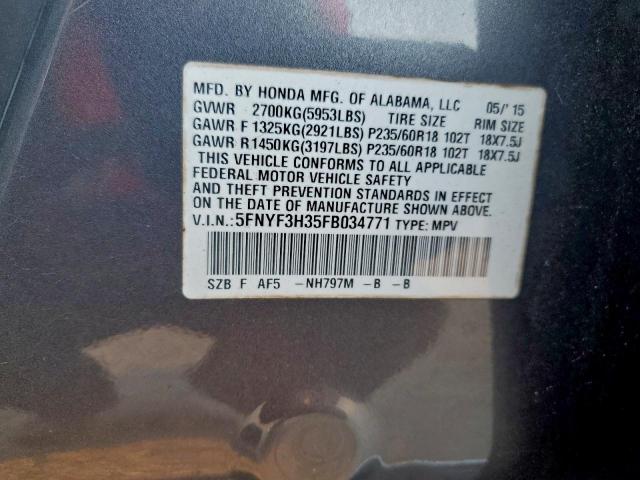 MFD. BY HONDA MFG. OF ALABAMA, LLC 05/'15
GVWR 2700KG(5953LBS) TIRE SIZE RIM SIZE
GAWR F 1325KG(2921LBS) P235/60R18 102T 18X7.5J
GAWR R1450KG(3197LBS) P235/60R18 102T 18X7.5J
THIS VEHICLE CONFORMS TO ALL APPLICABLE
FEDERAL MOTOR VEHICLE SAFETY
AND THEFT PREVENTION STANDARDS IN EFFECT
ON THE DATE OF MANUFACTURE SHOWN ABOVE.
V.I.N.:5FNYF3H35FB034771 TYPE: MPV
SZB F AF5 -NH797M -B -B